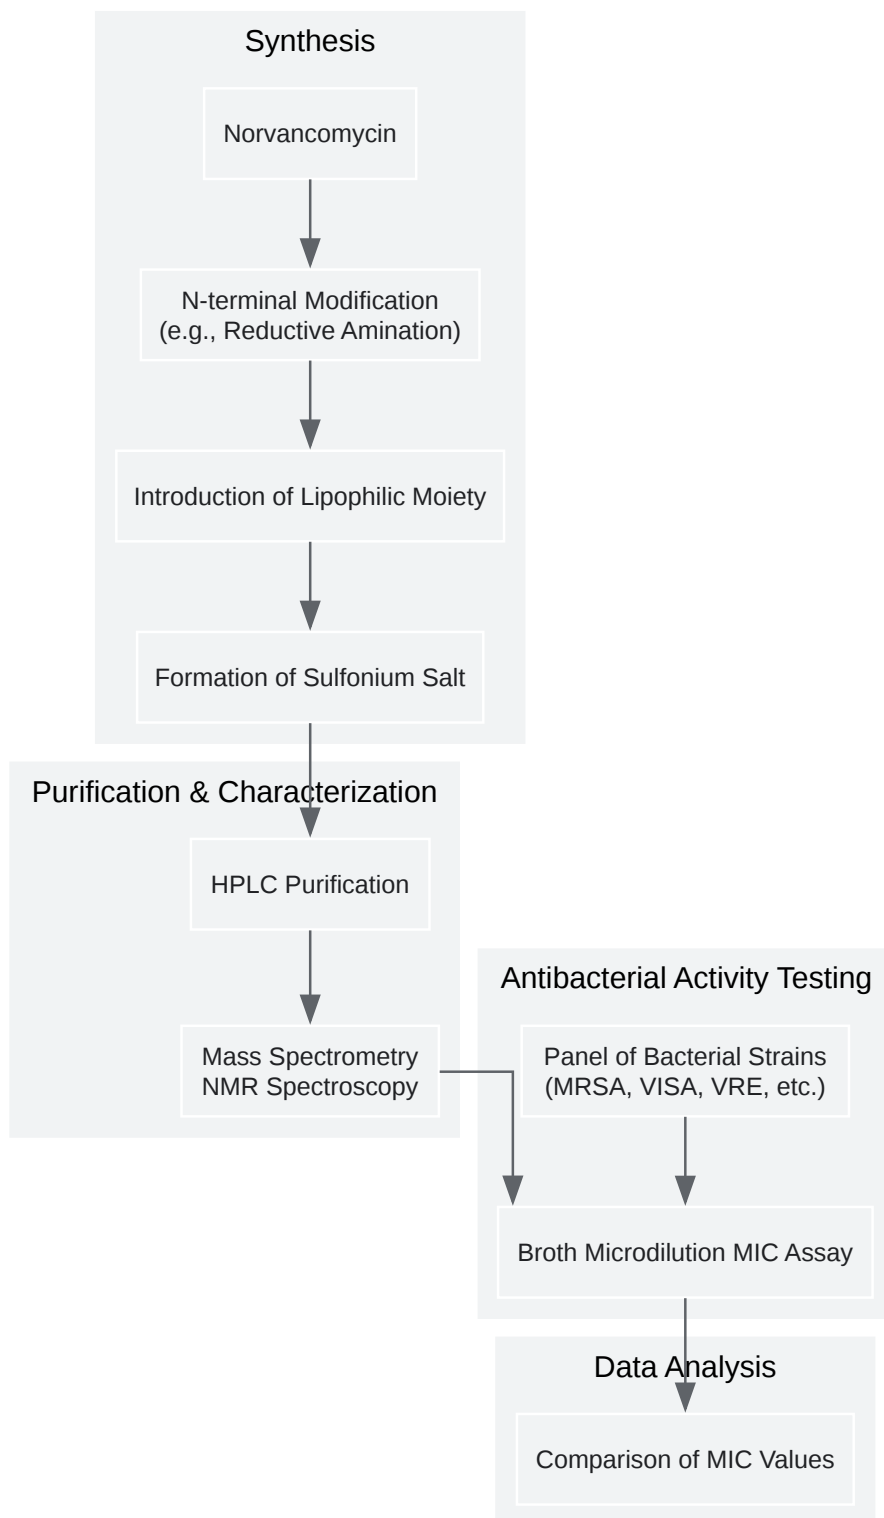 Synthesis
Norvancomycin
N-terminal Modification
(e.g., Reductive Amination)
Introduction of Lipophilic Moiety
Formation of Sulfonium Salt
Purification & Characterization
HPLC Purification
Mass Spectrometry
NMR Spectroscopy
Antibacterial Activity Testing
Panel of Bacterial Strains
(MRSA, VISA, VRE, etc.)
Broth Microdilution MIC Assay
Data Analysis
Comparison of MIC Values